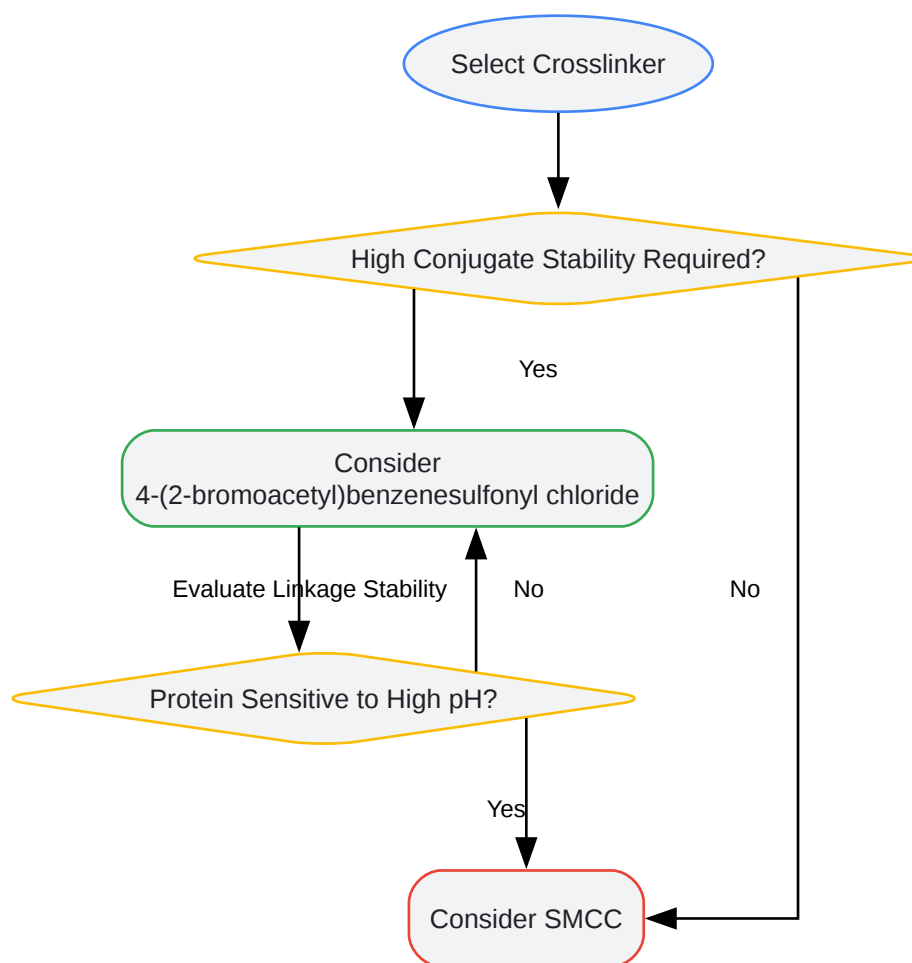 Select Crosslinker
High Conjugate Stability Required?
Yes
Consider
4-(2-bromoacetyl)benzenesulfonyl chloride
Evaluate Linkage Stability
No
No
Protein Sensitive to High pH?
Yes
Consider SMCC